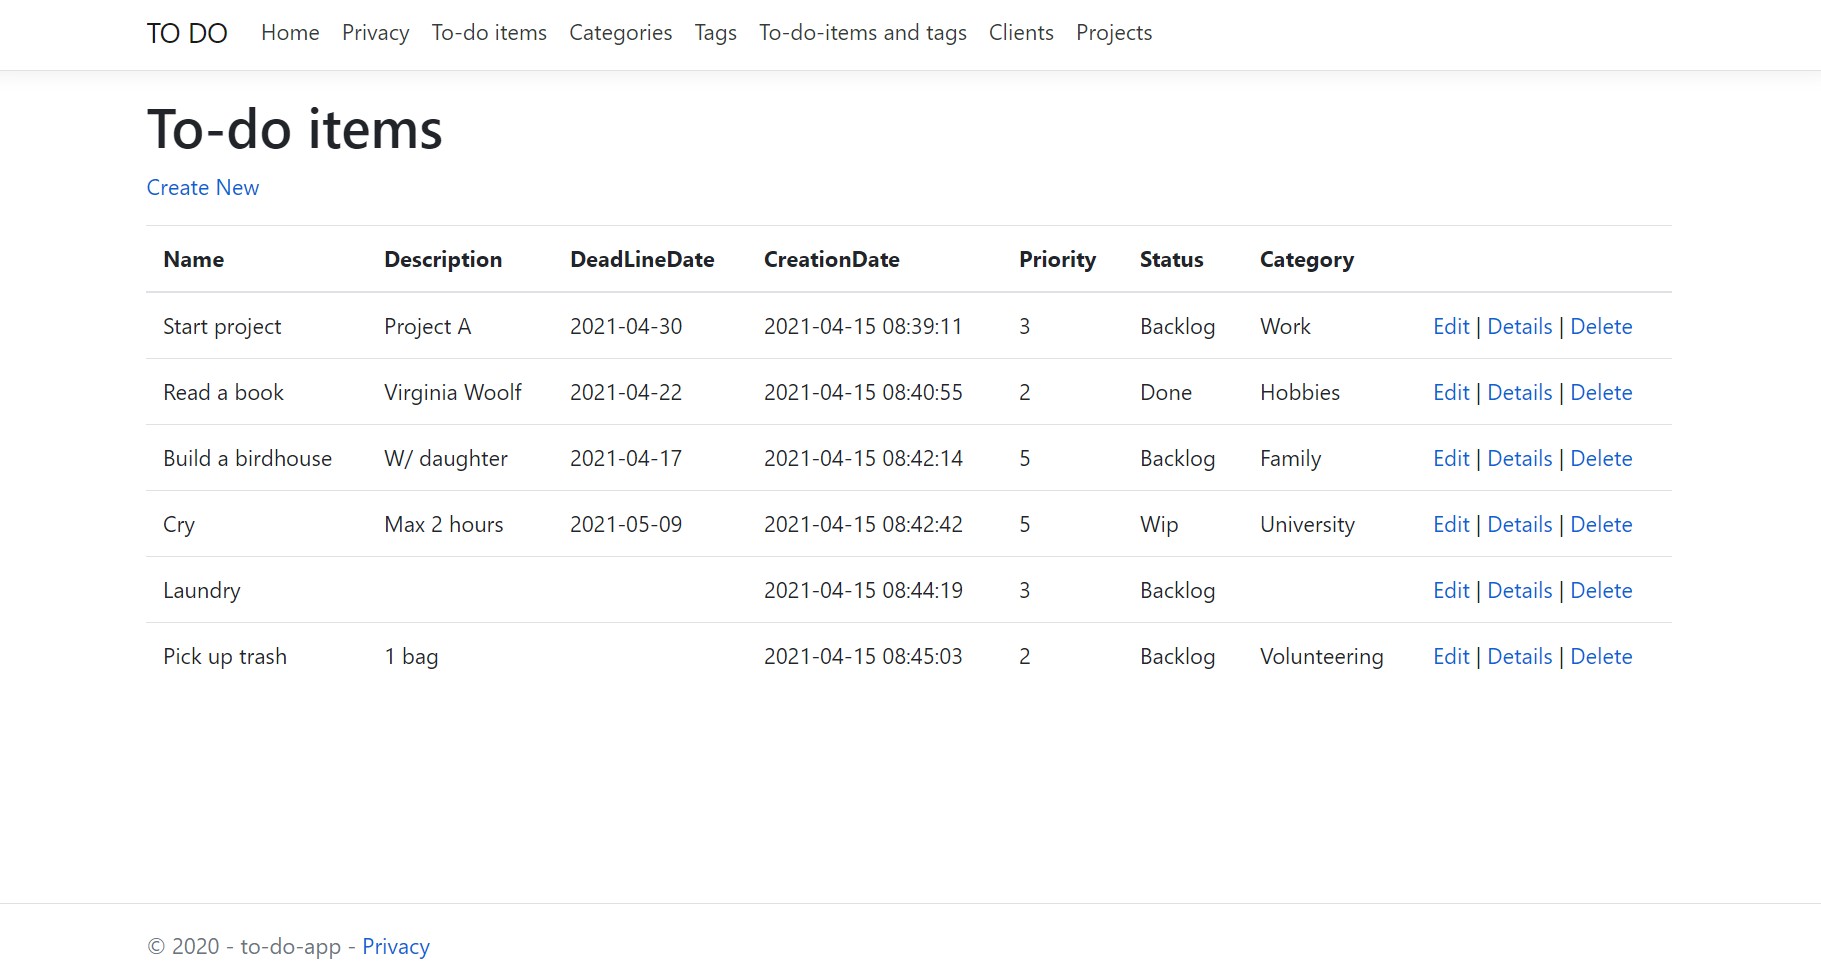 TO DO Home Privacy To-do items Categories Tags To-do-items and tags Clients Projects
To-do items
Create New
Name Description DeadLineDate CreationDate Priority Status Category
Start project Project A 2021-04-30 2021-04-15 08:39:11 3 Backlog Work Edit | Details | Delete
Read a book Virginia Woolf 2021-04-22 2021-04-15 08:40:55 2 Done Hobbies Edit | Details | Delete
Build a birdhouse W/ daughter 2021-04-17 2021-04-15 08:42:14 5 Backlog Family Edit | Details | Delete
Cry Max 2 hours 2021-05-09 2021-04-15 08:42:42 5 Wip University Edit | Details | Delete
Laundry 2021-04-15 08:44:19 3 Backlog Edit | Details | Delete
Pick up trash 1 bag 2021-04-15 08:45:03 2 Backlog Volunteering Edit | Details | Delete
© 2020 - to-do-app - Privacy